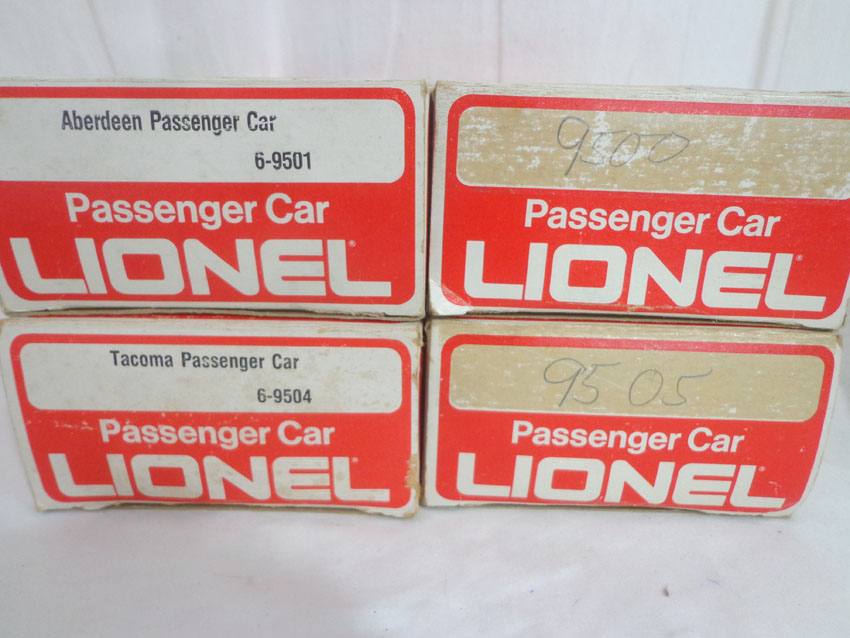 Aberdeen Passenger Car
6-9501
Passenger Car
LIONEL®
9500
Passenger Car
LIONEL®
Tacoma Passenger Car
6-9504
Passenger Car
LIONEL®
9505
Passenger Car
LIONEL®